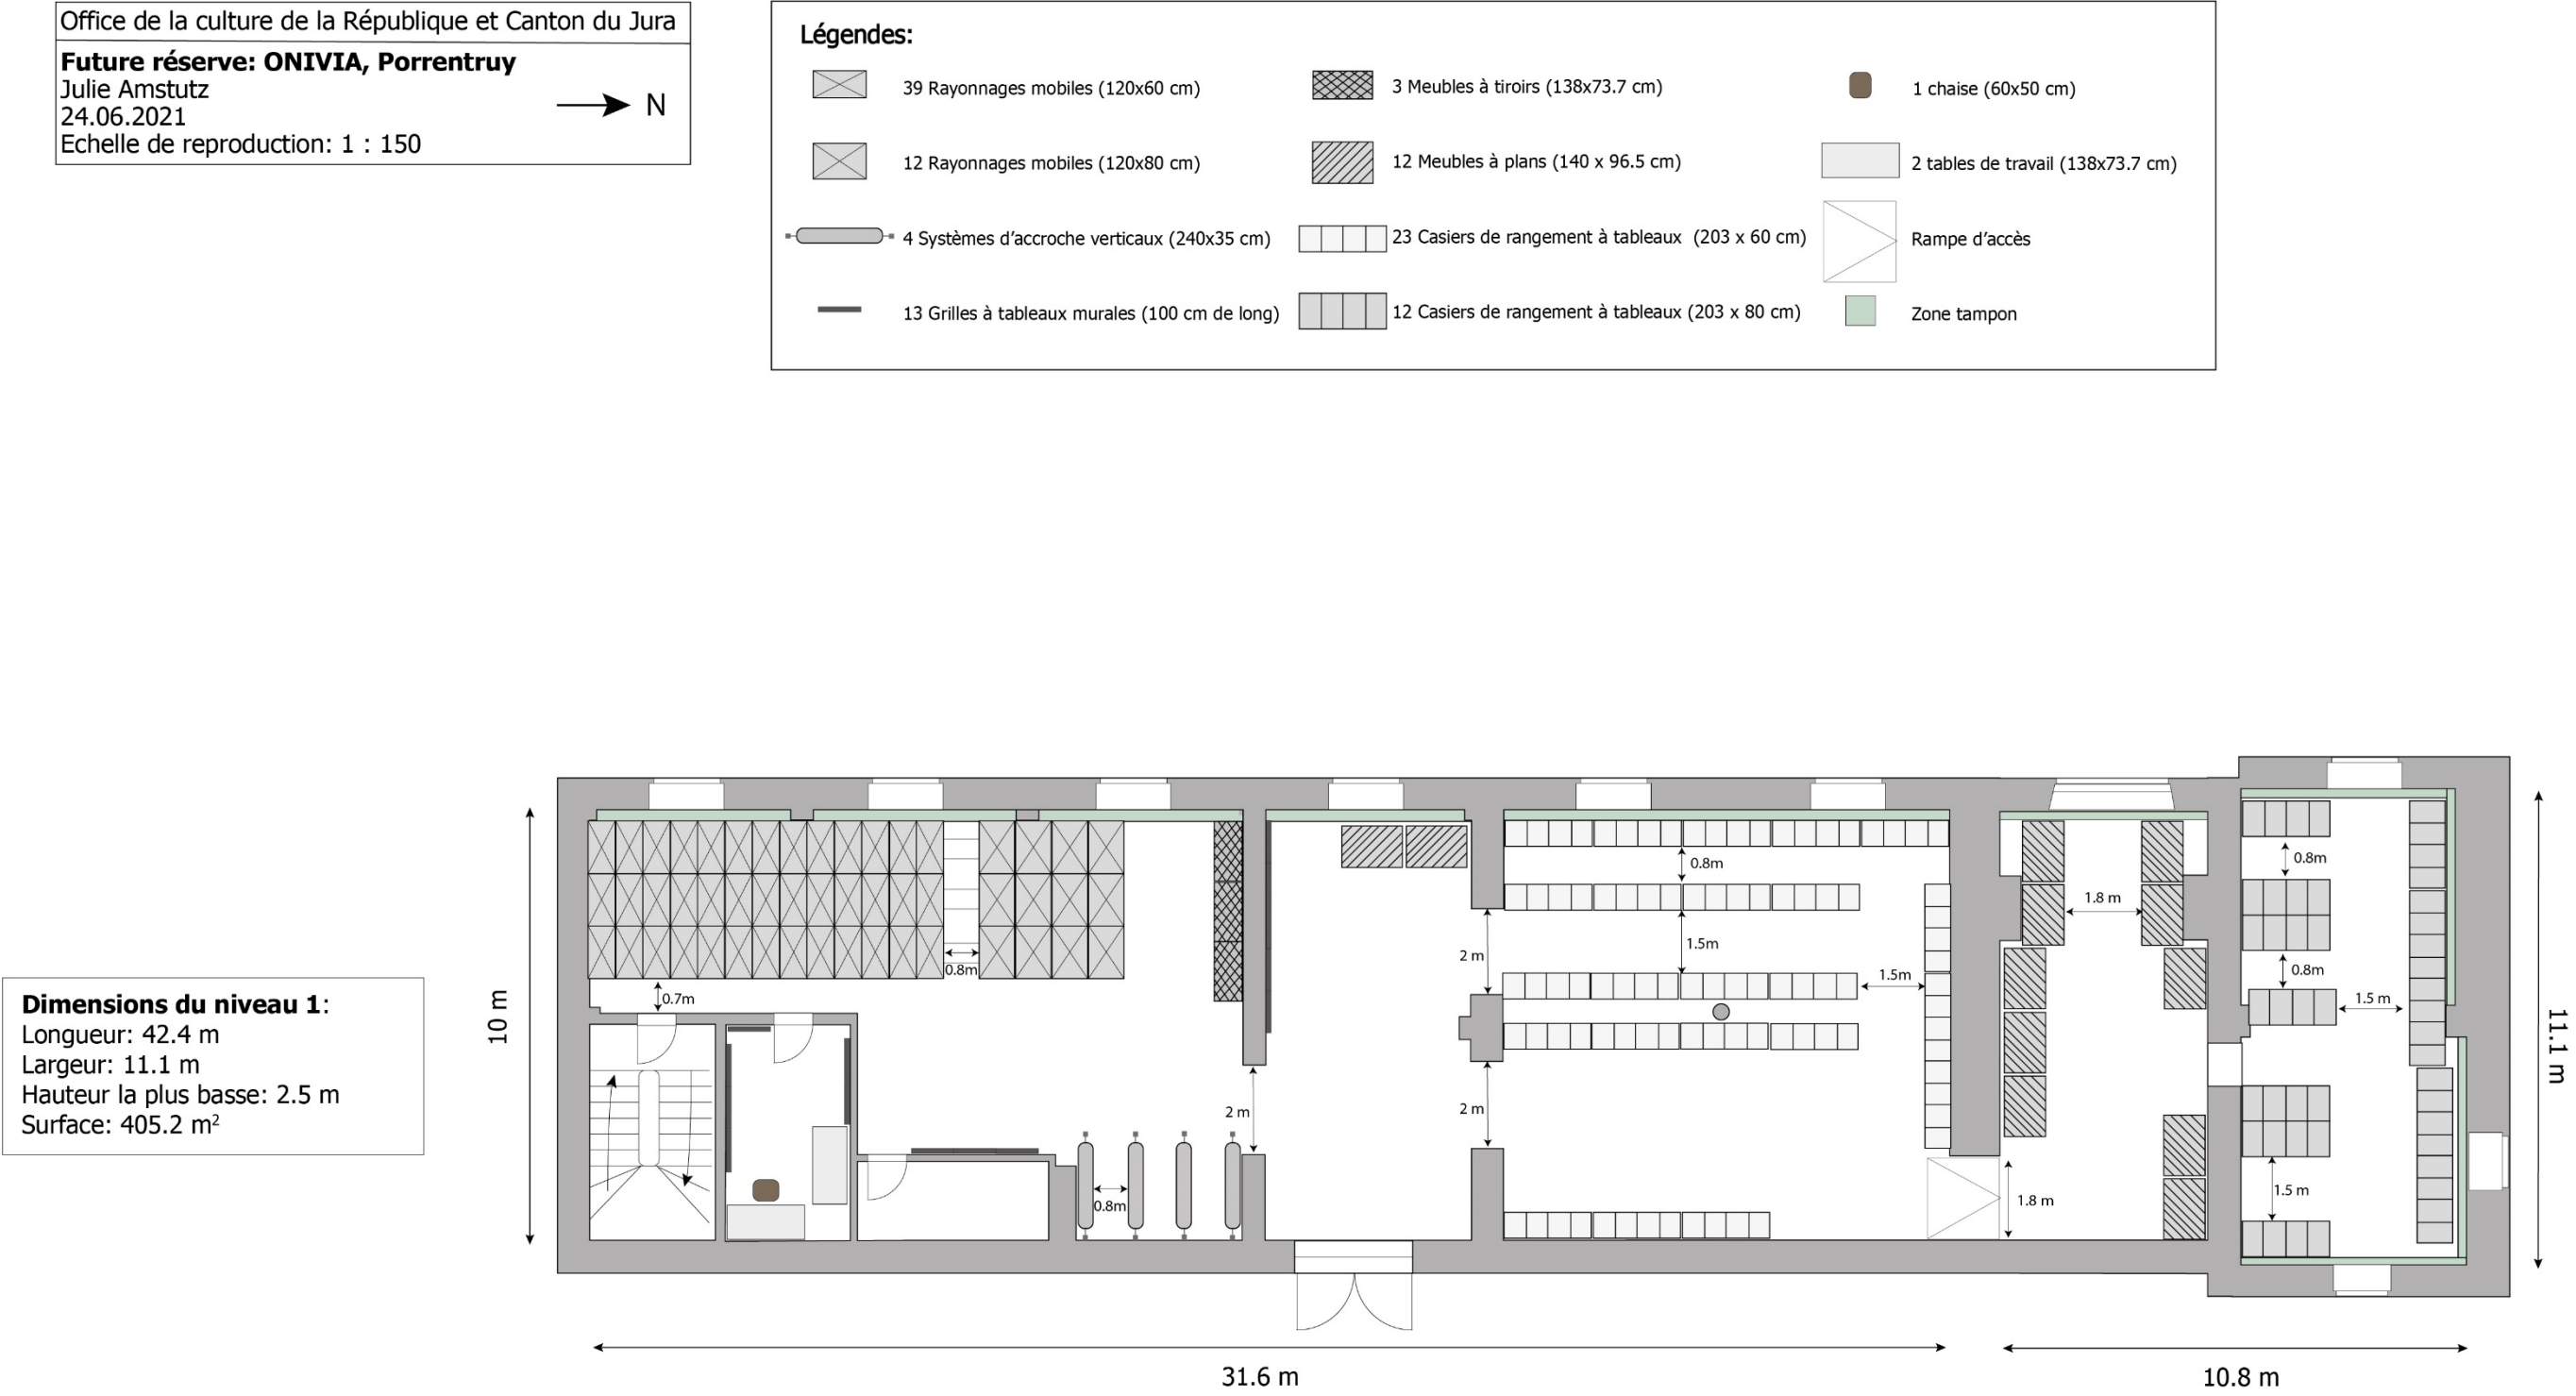 Office de la culture de la République et Canton du Jura
Future réserve: ONIVIA, Porrentruy
Julie Amstutz
24.06.2021
N
Echelle de reproduction: 1 : 150
Légendes:
39 Rayonnages mobiles (120x60 cm)
12 Rayonnages mobiles (120x80 cm)
4 Systèmes d’accroche verticaux (240x35 cm)
13 Grilles à tableaux murales (100 cm de long)
3 Meubles à tiroirs (138x73.7 cm)
12 Meubles à plans (140 x 96.5 cm)
23 Casiers de rangement à tableaux (203 x 60 cm)
12 Casiers de rangement à tableaux (203 x 80 cm)
1 chaise (60x50 cm)
2 tables de travail (138x73.7 cm)
Rampe d’accès
Zone tampon
Dimensions du niveau 1:
Longueur: 42.4 m
Largeur: 11.1 m
Hauteur la plus basse: 2.5 m
Surface: 405.2 m²
10 m
0.7m
0.8m
0.8m
2 m
2 m
2 m
0.8m
1.5m
1.5m
1.8 m
1.8 m
0.8m
0.8m
1.5 m
1.5 m
11.1 m
31.6 m
10.8 m